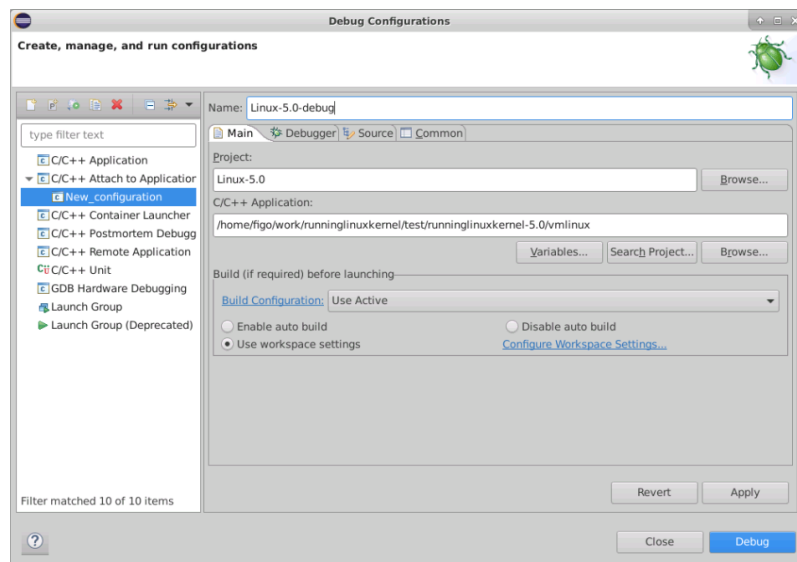 Debug Configurations
Create, manage, and run configurations
Name: Linux-5.0-debug
type filter text
Main Debugger Source Common
C/C++ Application
C/C++ Attach to Application
New_configuration
C/C++ Container Launcher
C/C++ Postmortem Debugg
C/C++ Remote Application
C/C++ Unit
GDB Hardware Debugging
Launch Group
Launch Group (Deprecated)
Filter matched 10 of 10 items
Project:
Linux-5.0
Browse...
C/C++ Application:
/home/figo/work/runninglinuxkernel/test/runninglinuxkernel-5.0/vmlinux
Variables... Search Project... Browse...
Build (if required) before launching
Build Configuration: Use Active
Enable auto build Disable auto build
Use workspace settings Configure Workspace Settings...
Revert Apply
Close Debug